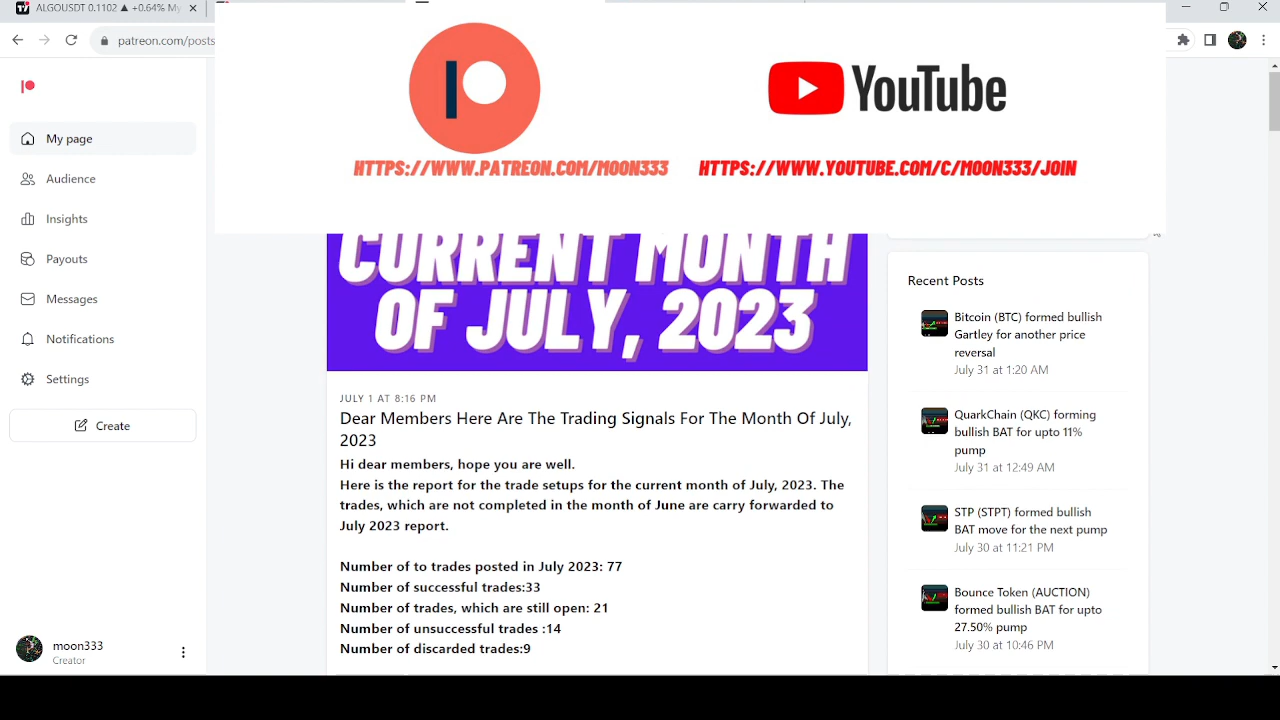 ALGOUSDT 0.1102 ▲ +0.64% My
patreon.com/posts
YouTube
HTTPS://WWW.PATREON.COM/MOON333
HTTPS://WWW.YOUTUBE.COM/C/MOON333/JOIN
My page
Audience
Insights
Payouts
Messages
Notifications
Settings
Create
moon333
Creator
CURRENT MONTH
OF JULY, 2023
JULY 1 AT 8:16 PM
Dear Members Here Are The Trading Signals For The Month Of July,
2023
Hi dear members, hope you are well.
Here is the report for the trade setups for the current month of July, 2023. The
trades, which are not completed in the month of June are carry forwarded to
July 2023 report.
Number of to trades posted in July 2023: 77
Number of successful trades:33
Number of trades, which are still open: 21
Number of unsuccessful trades :14
Number of discarded trades:9
Recent Posts
Bitcoin (BTC) formed bullish
Gartley for another price
reversal
July 31 at 1:20 AM
QuarkChain (QKC) forming
bullish BAT for upto 11%
pump
July 31 at 12:49 AM
STP (STPT) formed bullish
BAT move for the next pump
July 30 at 11:21 PM
Bounce Token (AUCTION)
formed bullish BAT for upto
27.50% pump
July 30 at 10:46 PM